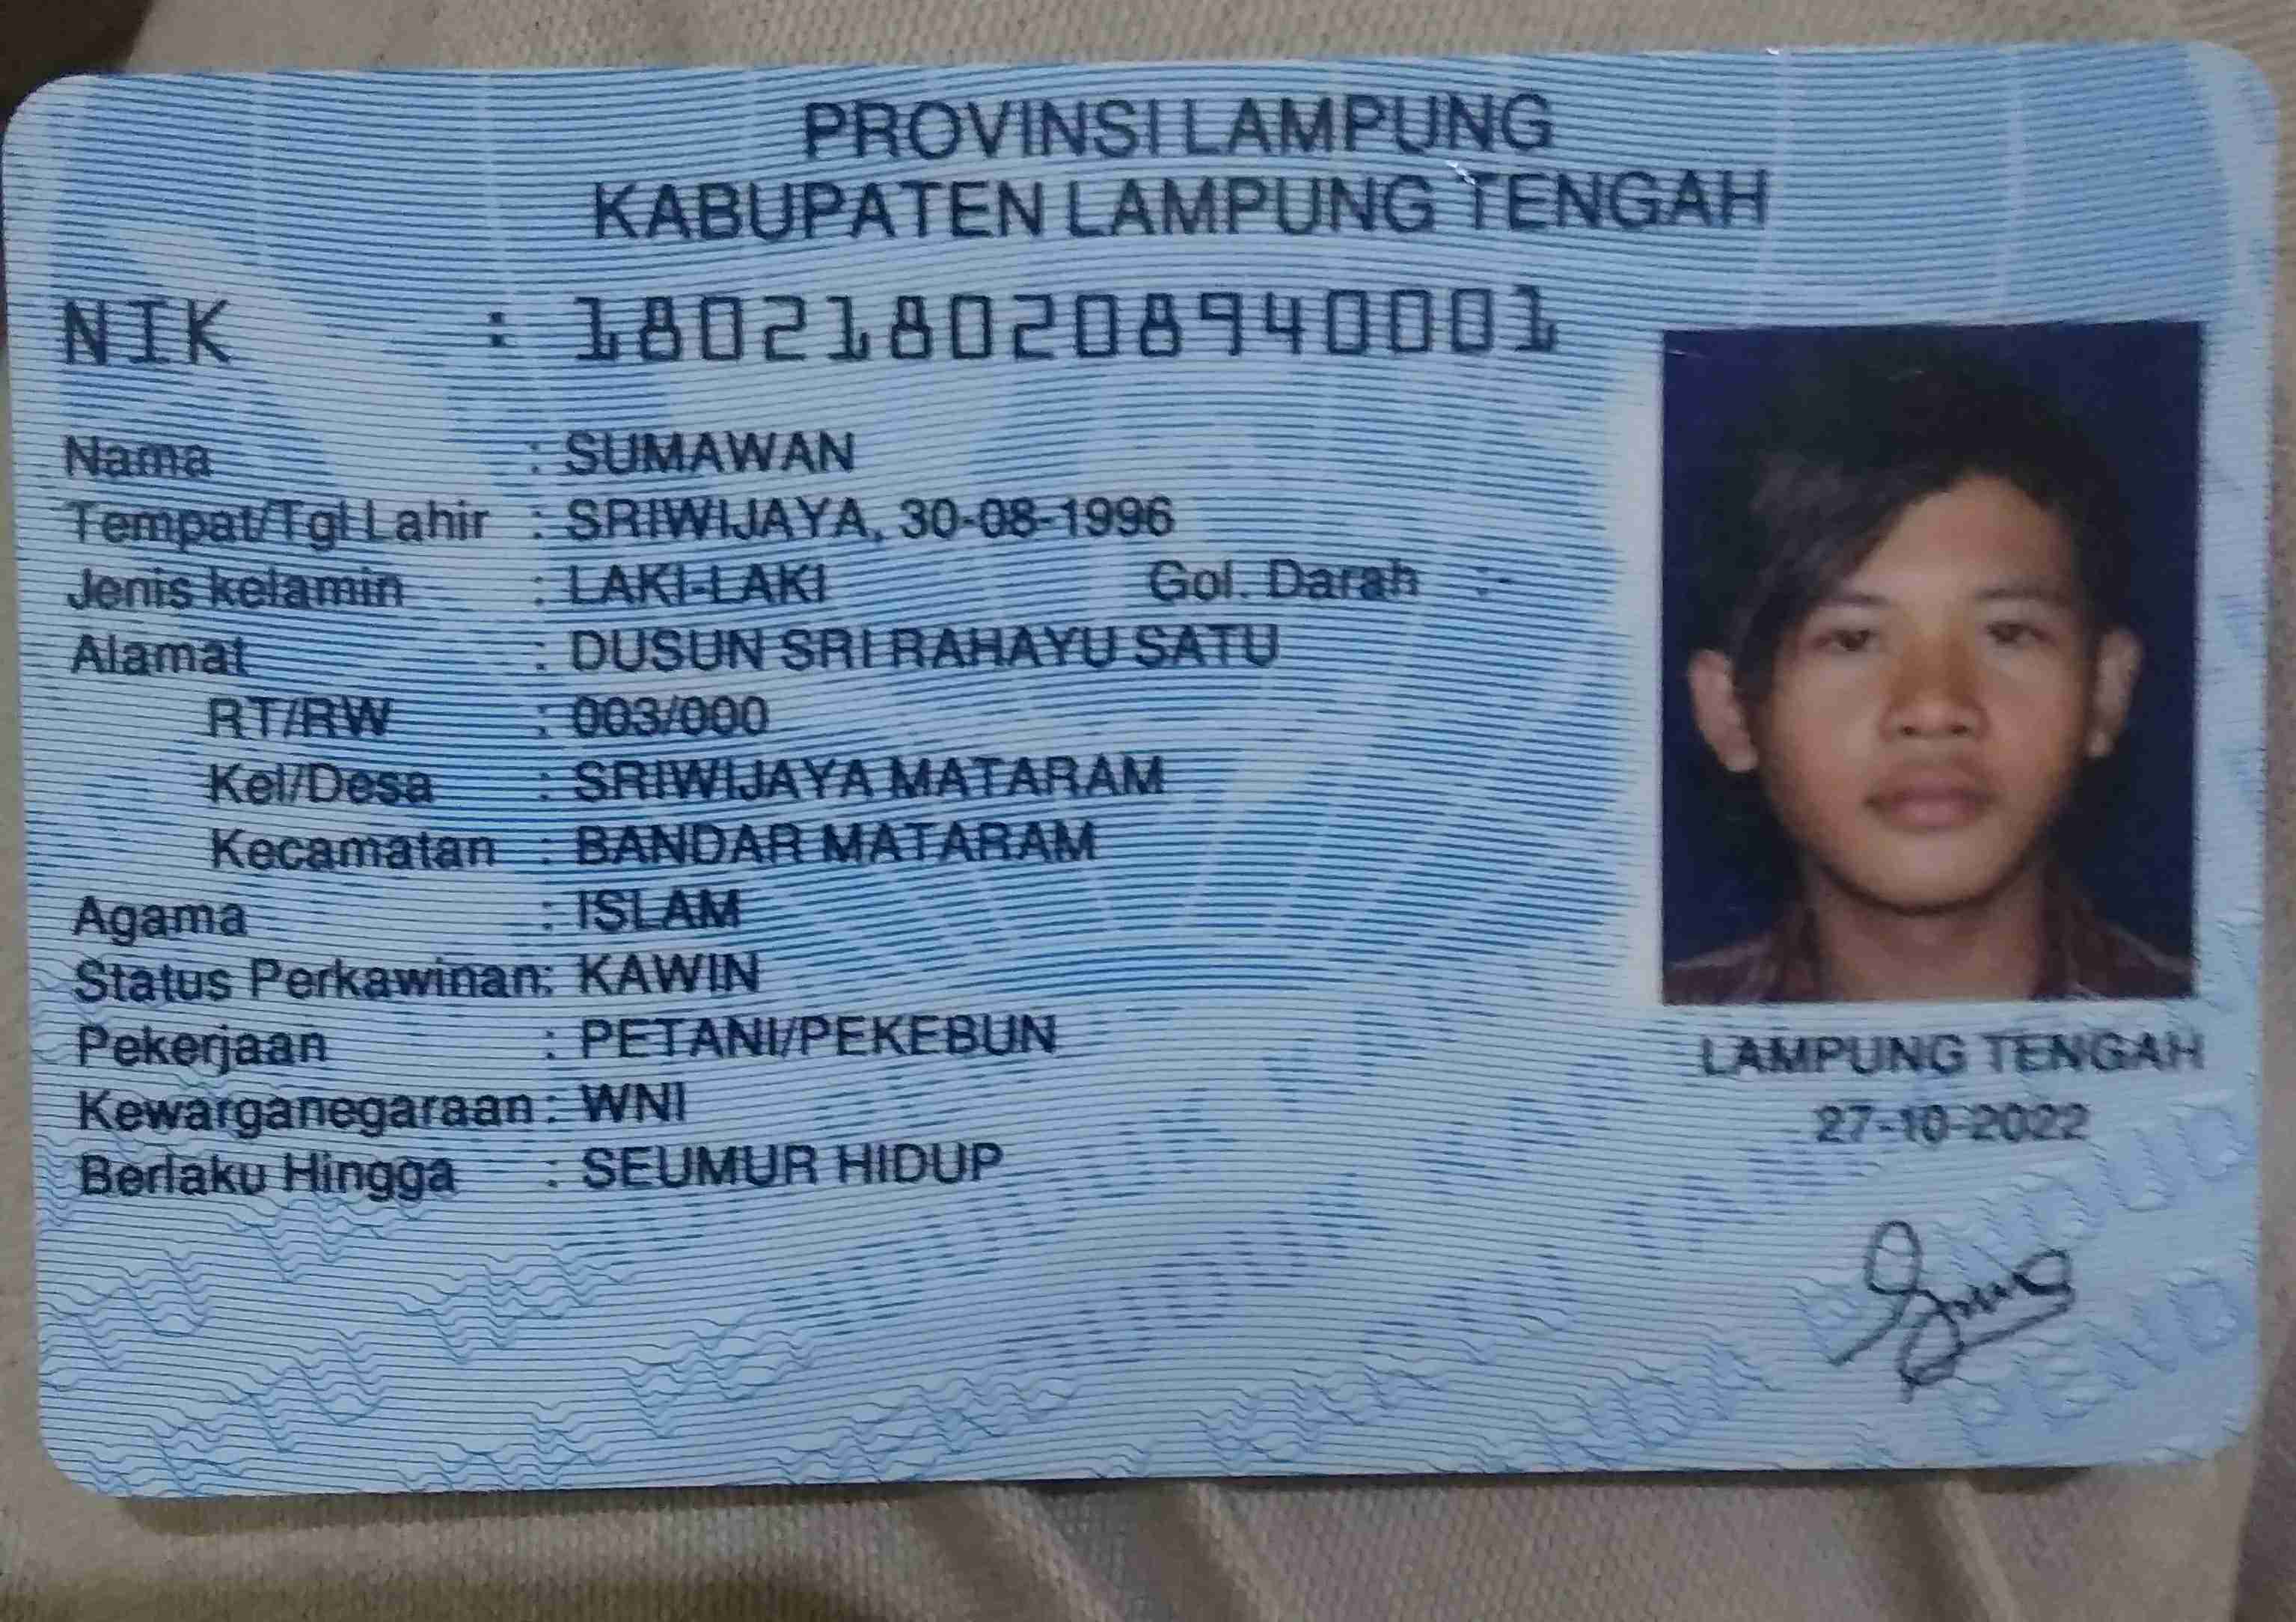 PROVINSI LAMPUNG
KABUPATEN LAMPUNG TENGAH
NIK : 1802180208940001
Nama : SUMAWAN
Tempat/Tgl Lahir : SRIWIJAYA, 30-08-1996
Jenis kelamin : LAKI-LAKI Gol. Darah :-
Alamat : DUSUN SRI RAHAYU SATU
RT/RW : 003/000
Kel/Desa : SRIWIJAYA MATARAM
Kecamatan : BANDAR MATARAM
Agama : ISLAM
Status Perkawinan: KAWIN
Pekerjaan : PETANI/PEKEBUN
Kewarganegaraan: WNI
Berlaku Hingga : SEUMUR HIDUP
LAMPUNG TENGAH
27-10-2022